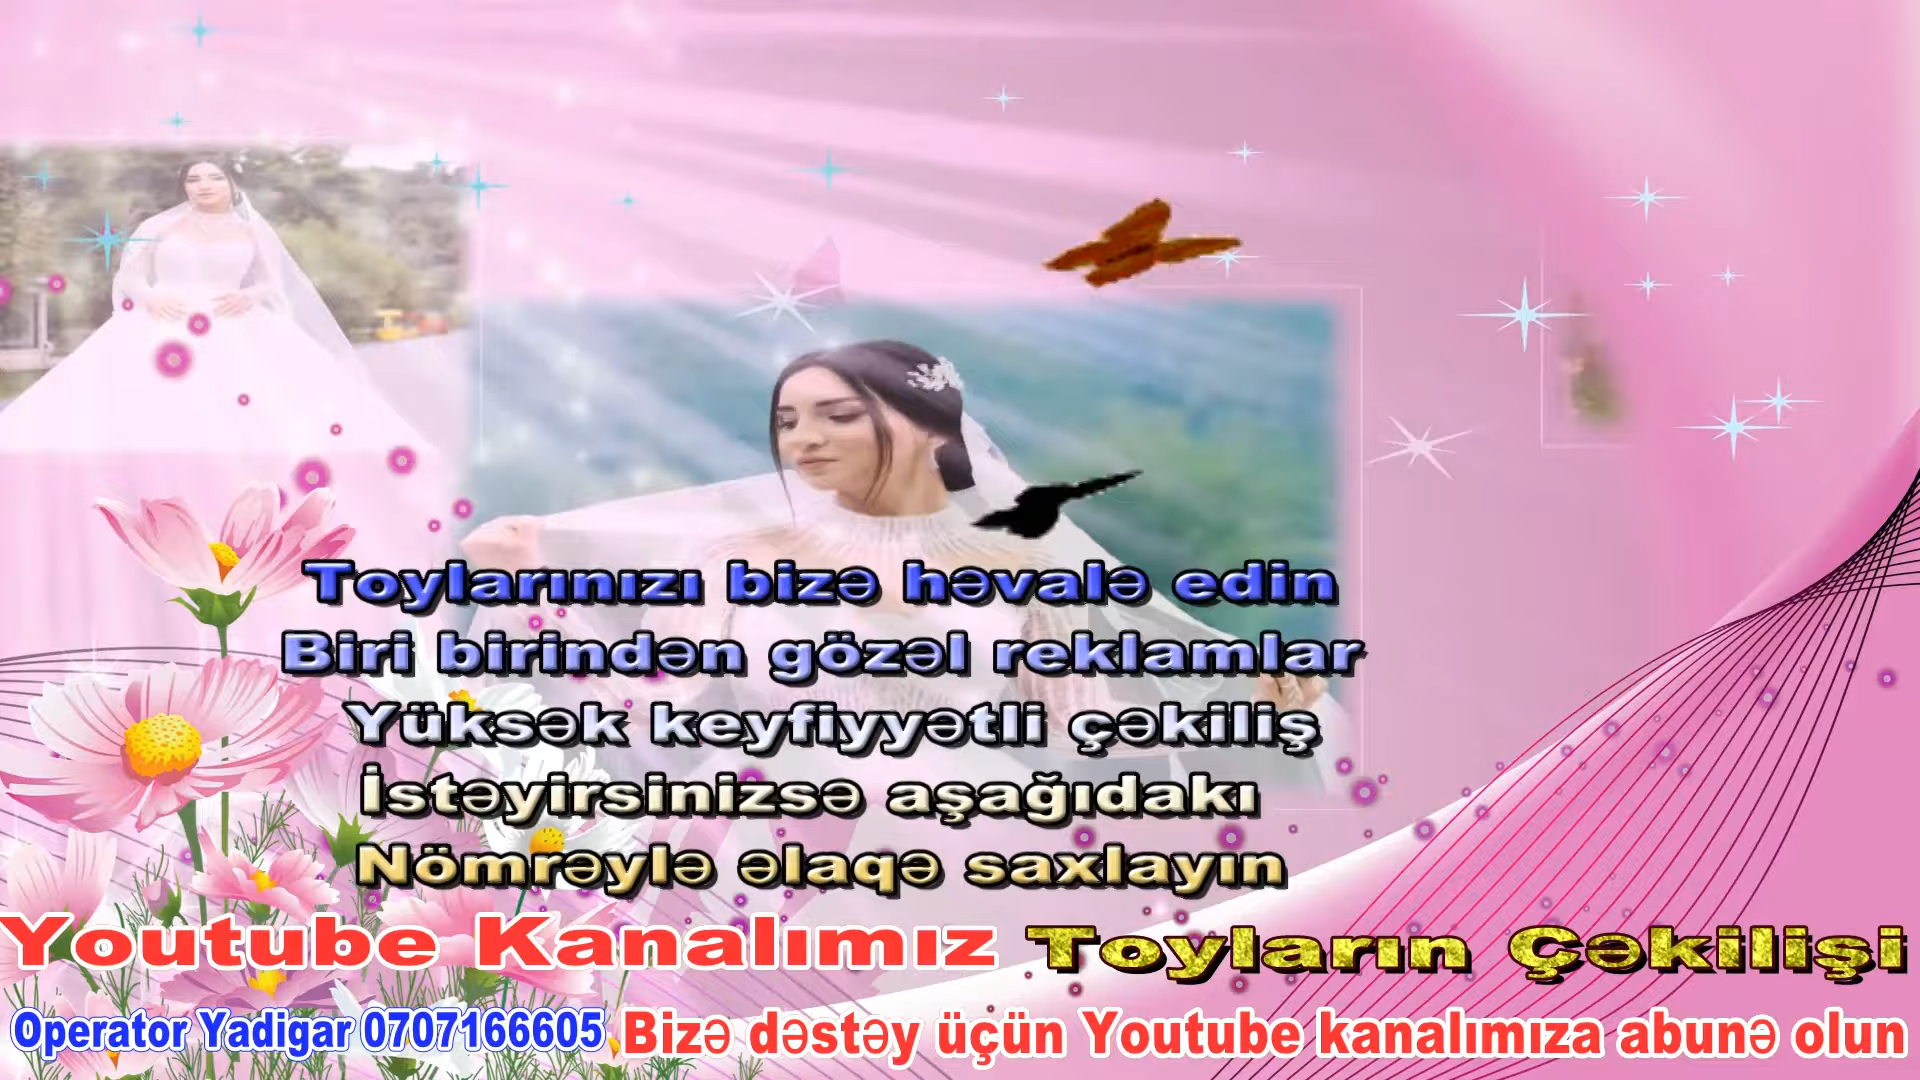 Toylarınızı bizə həvalə edin
Biri birindən gözəl reklamlar
Yüksək keyfiyyətli çəkiliş
İstəyirsinizsə aşağıdakı
Nömrəylə əlaqə saxlayın
Youtube Kanalımız Toyların Çəkilişi
Operator Yadigar 0707166605 Bizə dəstəy üçün Youtube kanalımıza abunə olun